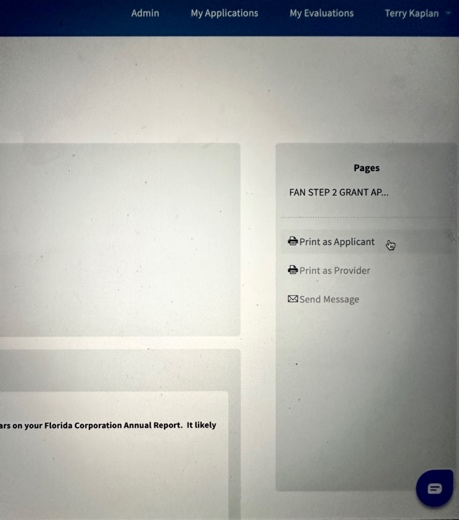 Admin My Applications My Evaluations Terry Kaplan
Pages
FAN STEP 2 GRANT AP...
Print as Applicant
Print as Provider
Send Message
ars on your Florida Corporation Annual Report. It likely